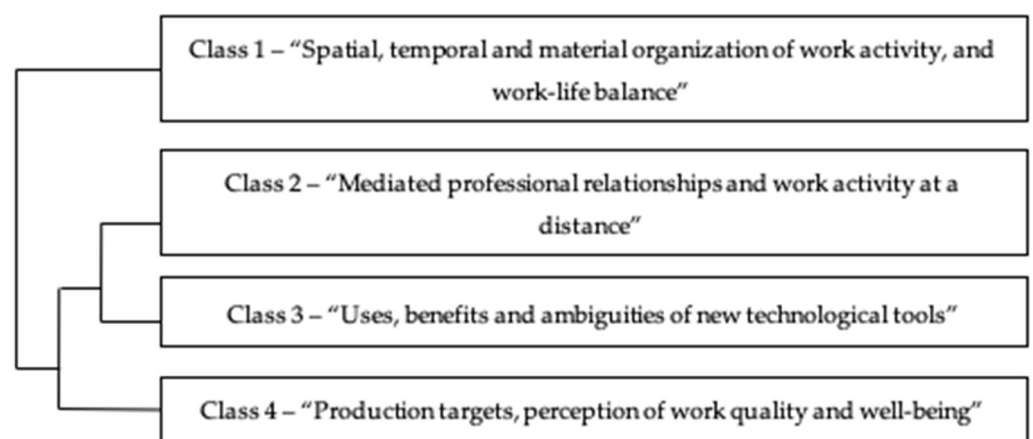 Class 1 – “Spatial, temporal and material organization of work activity, and
work-life balance”
Class 2 – “Mediated professional relationships and work activity at a
distance”
Class 3 – “Uses, benefits and ambiguities of new technological tools”
Class 4 – “Production targets, perception of work quality and well-being”